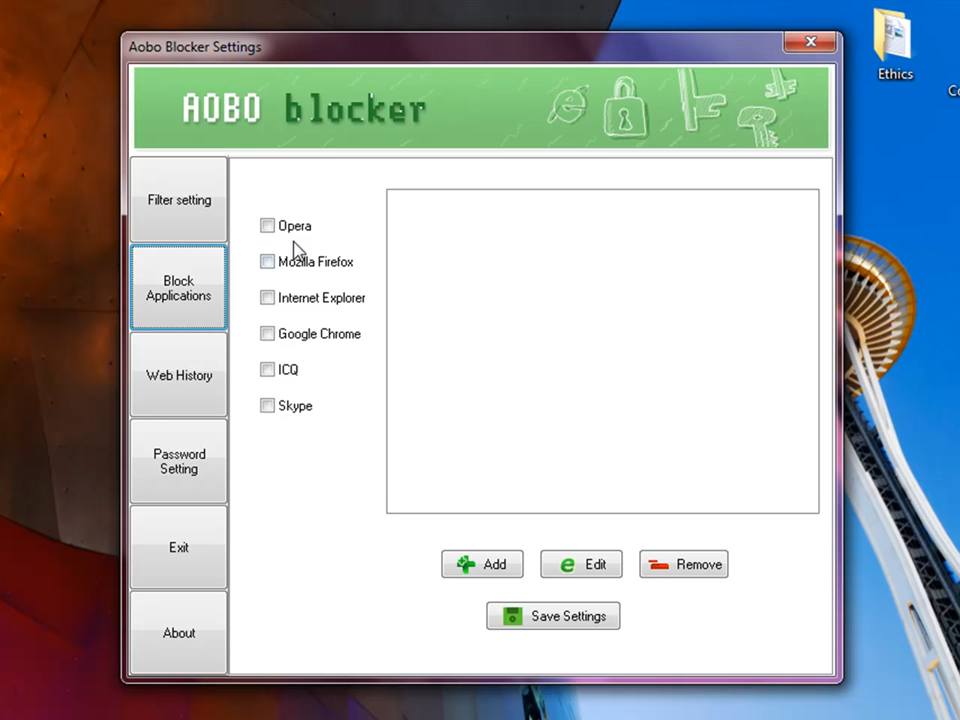 Aobo Blocker Settings
Ethics
AOBO blocker
Filter setting
Block
Applications
Web History
Password
Setting
Exit
About
Opera
Mozilla Firefox
Internet Explorer
Google Chrome
ICQ
Skype
Add
Edit
Remove
Save Settings